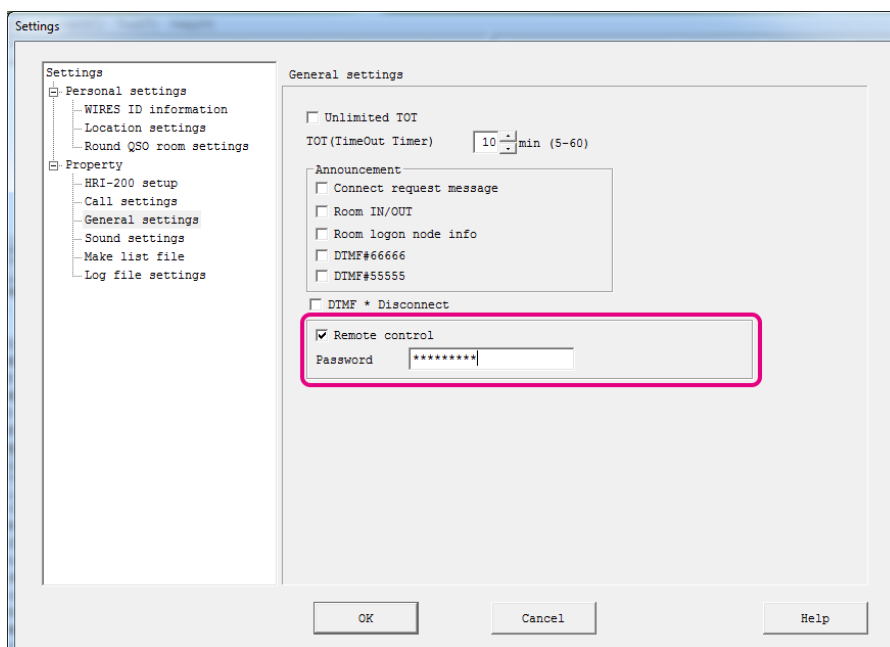 Settings
Settings
Personal settings
WIRES ID information
Location settings
Round QSO room settings
Property
HRI-200 setup
Call settings
General settings
Sound settings
Make list file
Log file settings
General settings
Unlimited TOT
TOT(TimeOut Timer) 10 min (5-60)
Announcement
Connect request message
Room IN/OUT
Room logon node info
DTMF#66666
DTMF#55555
DTMF * Disconnect
Remote control
Password *********
OK Cancel Help